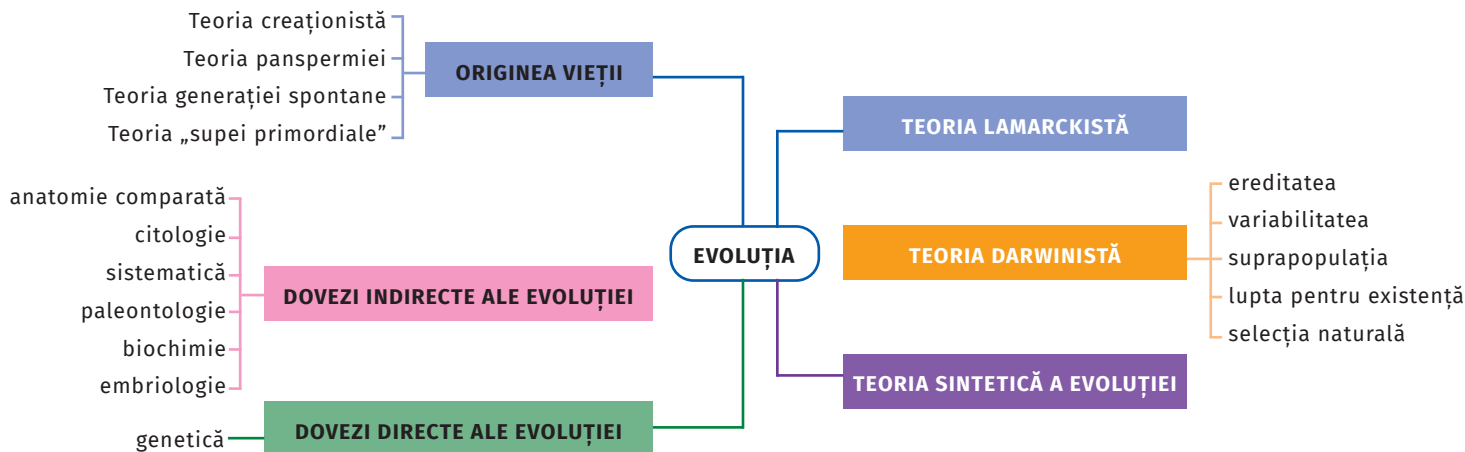 Teoria creaționistă
Teoria panspermiei
Teoria generației spontane
Teoria „supei primordiale”
ORIGINEA VIEȚII
anatomie comparată
citologie
sistematică
paleontologie
biochimie
embriologie
DOVEZI INDIRECTE ALE EVOLUȚIEI
genetică
DOVEZI DIRECTE ALE EVOLUȚIEI
EVOLUȚIA
TEORIA LAMARCKISTĂ
TEORIA DARWINISTĂ
ereditatea
variabilitatea
suprapopulația
lupta pentru existență
selecția naturală
TEORIA SINTETICĂ A EVOLUȚIEI